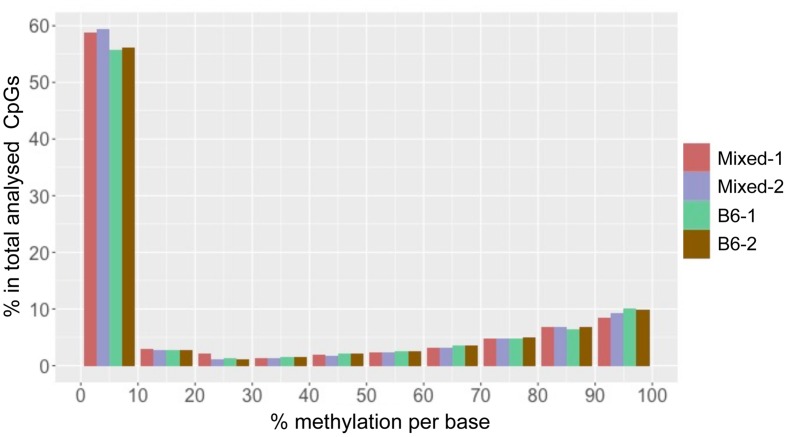 60
50
40
30
20
10
0
% in total analysed CpGs
0 10 20 30 40 50 60 70 80 90 100
% methylation per base
Mixed-1
Mixed-2
B6-1
B6-2